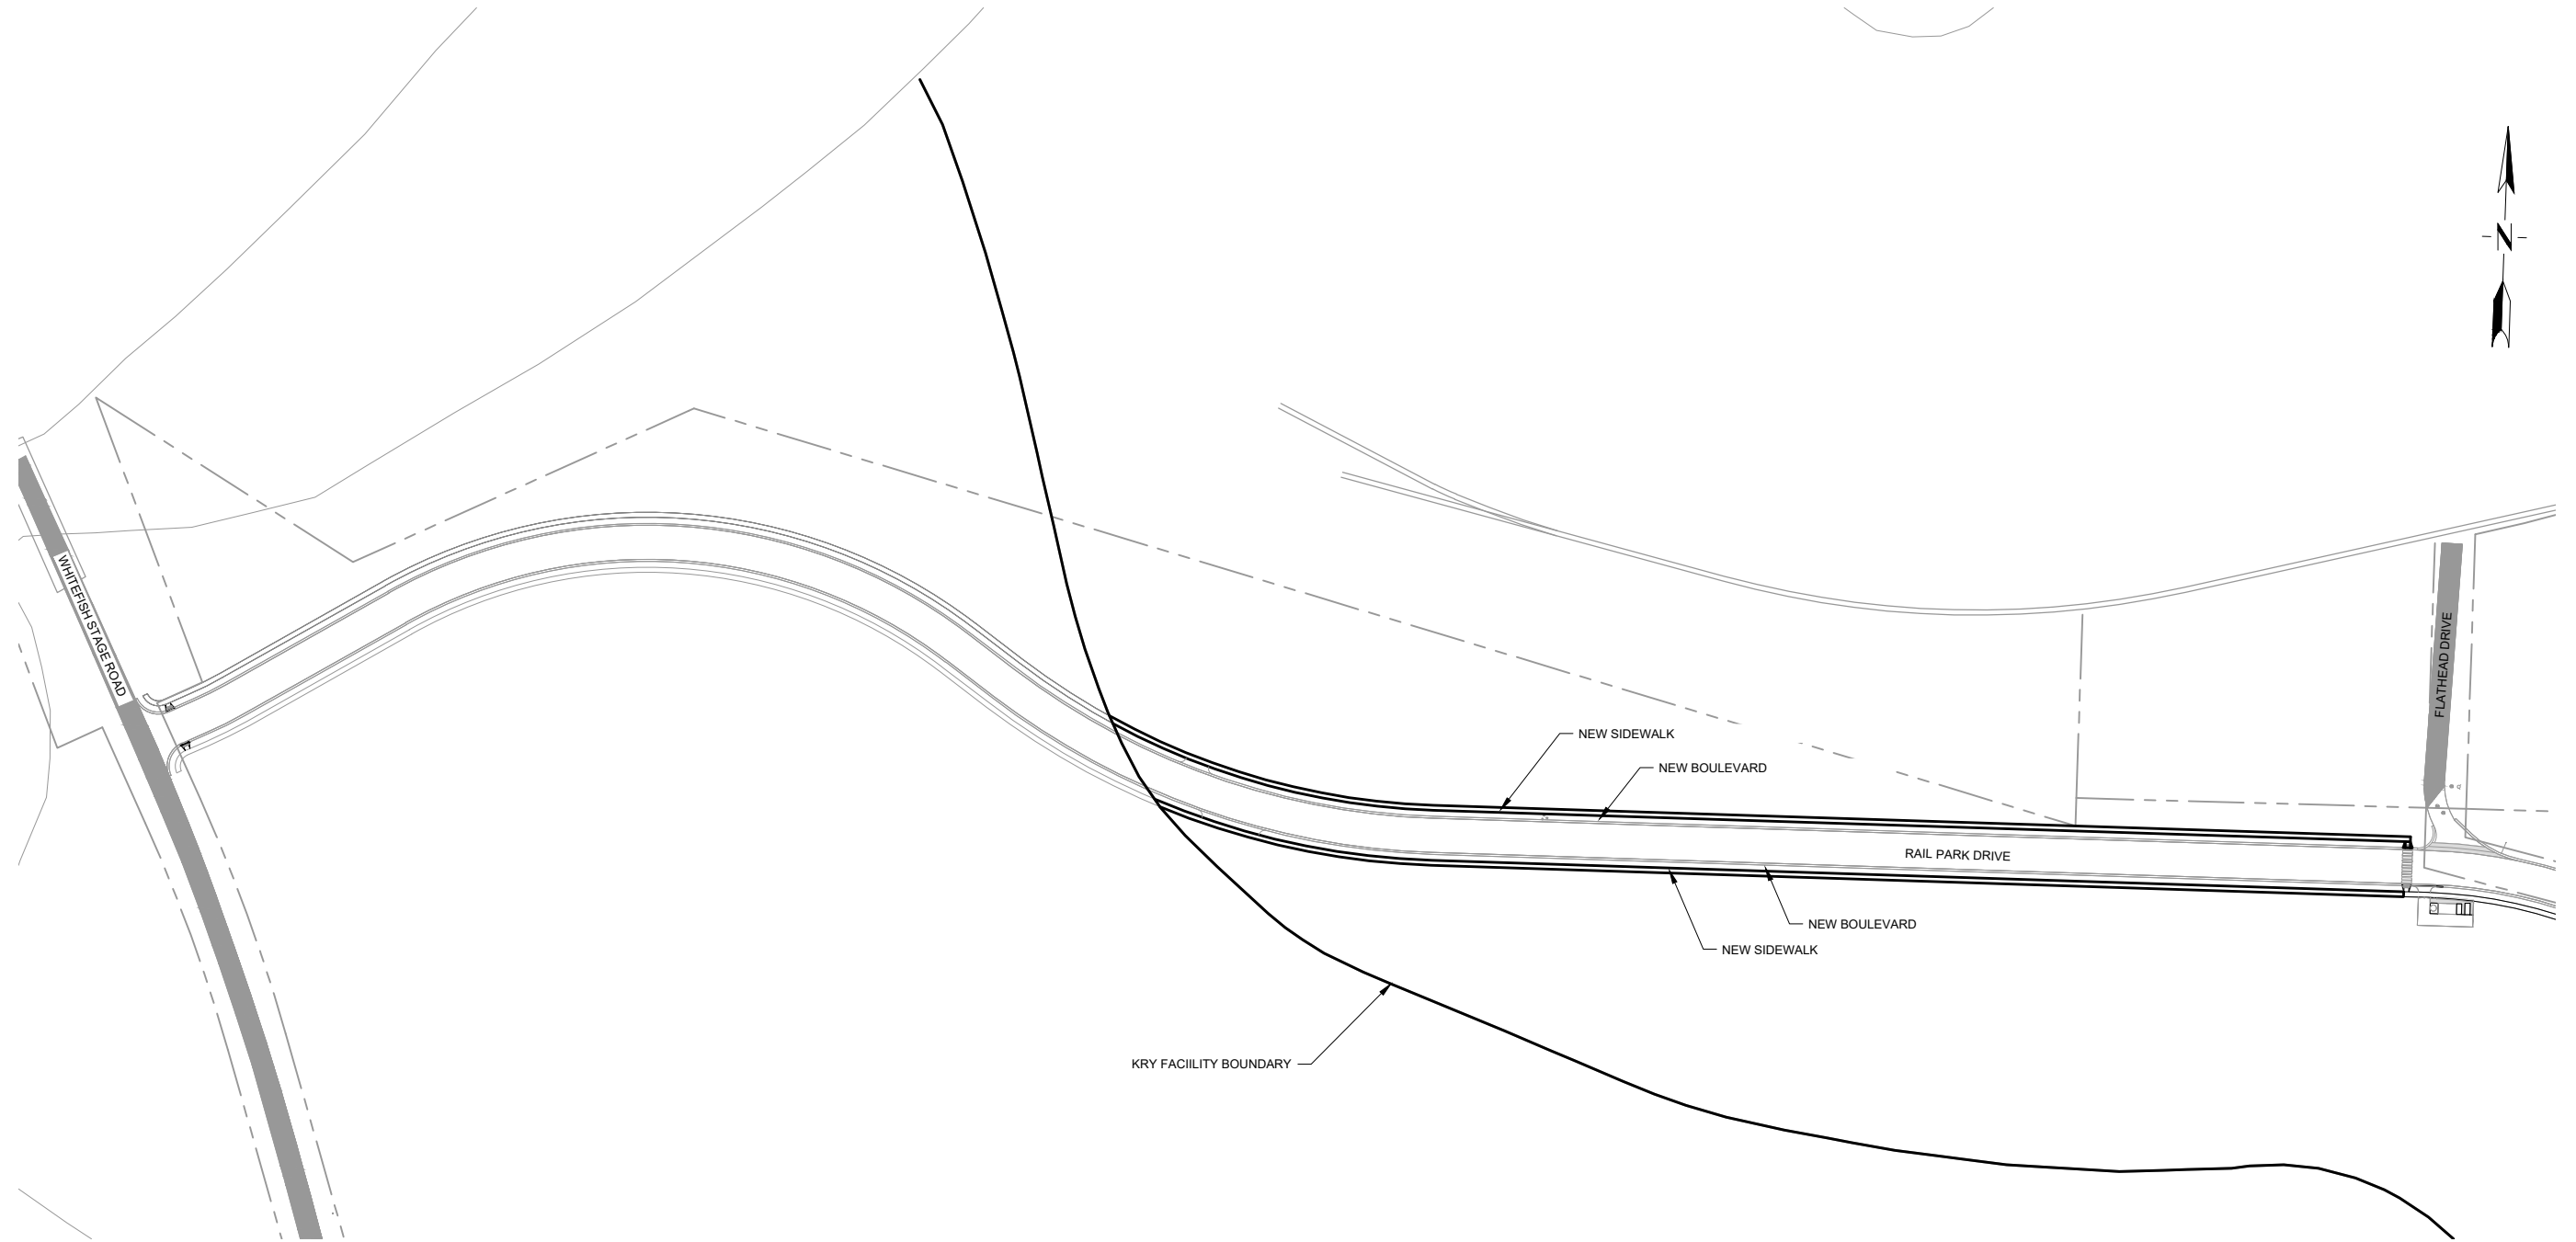 N
WHITEFISH STAGE ROAD
FLATHEAD DRIVE
NEW SIDEWALK
NEW BOULEVARD
RAIL PARK DRIVE
NEW BOULEVARD
NEW SIDEWALK
KRY FACIILITY BOUNDARY